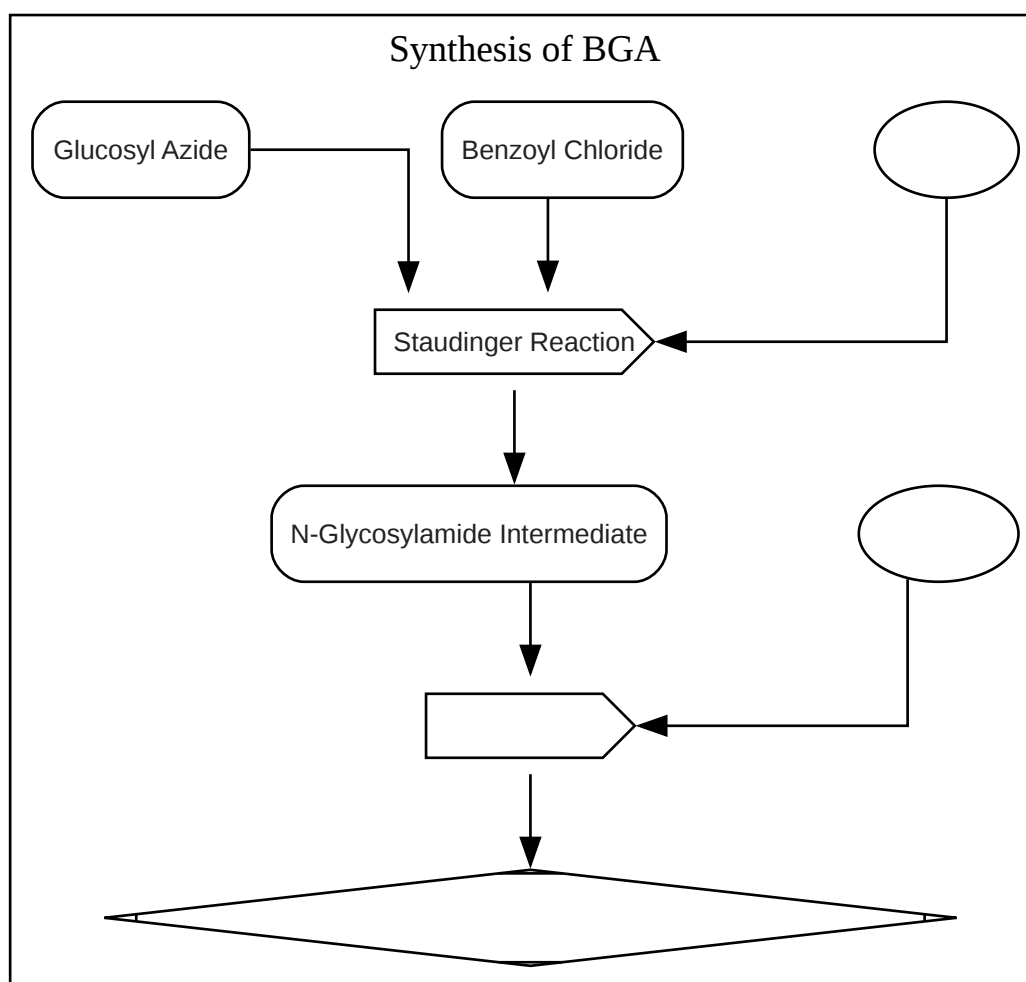 Synthesis of BGA
Glucosyl Azide
Benzoyl Chloride
Staudinger Reaction
N-Glycosylamide Intermediate